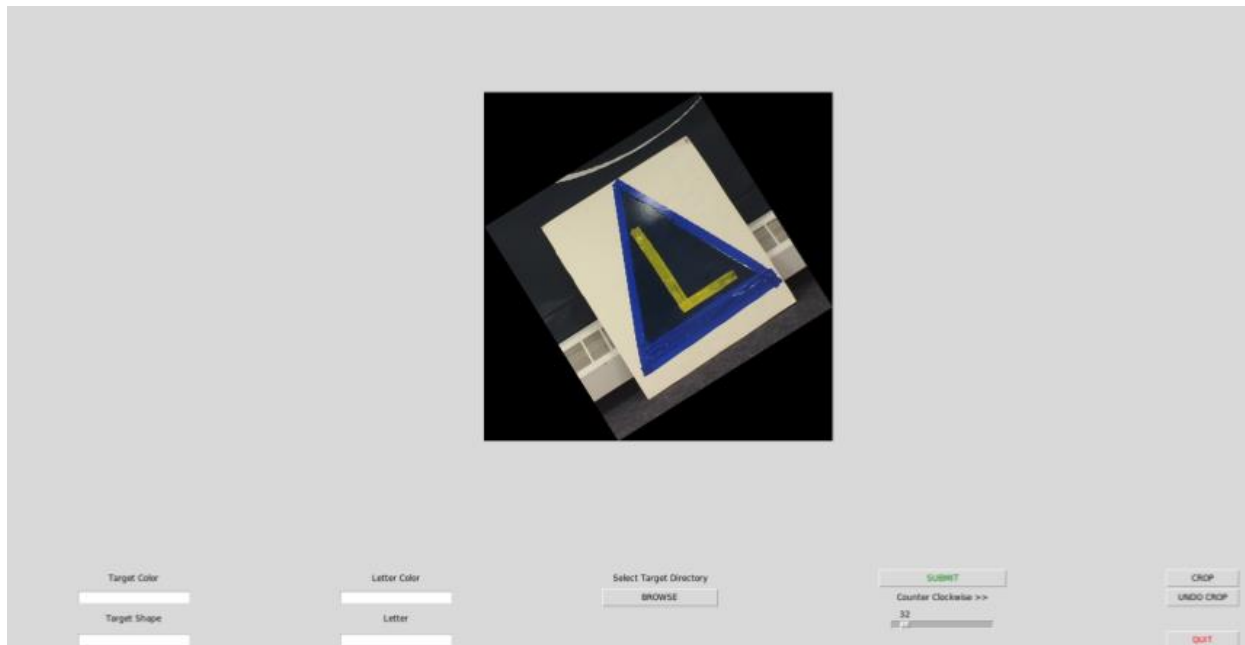 L
Target Color
Letter Color
Select Target Directory
SUBMIT
CROP
BROWSE
Counter Clockwise >>
UNDO CROP
Target Shape
Letter
32
QUIT